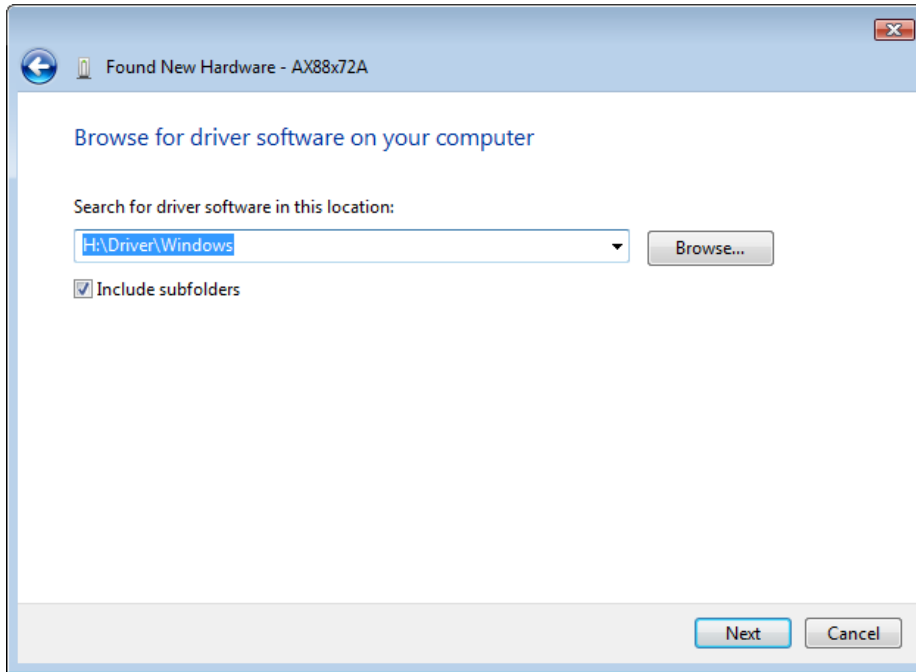 Found New Hardware - AX88x72A
Browse for driver software on your computer
Search for driver software in this location:
H:\Driver\Windows
Browse...
Include subfolders
Next
Cancel